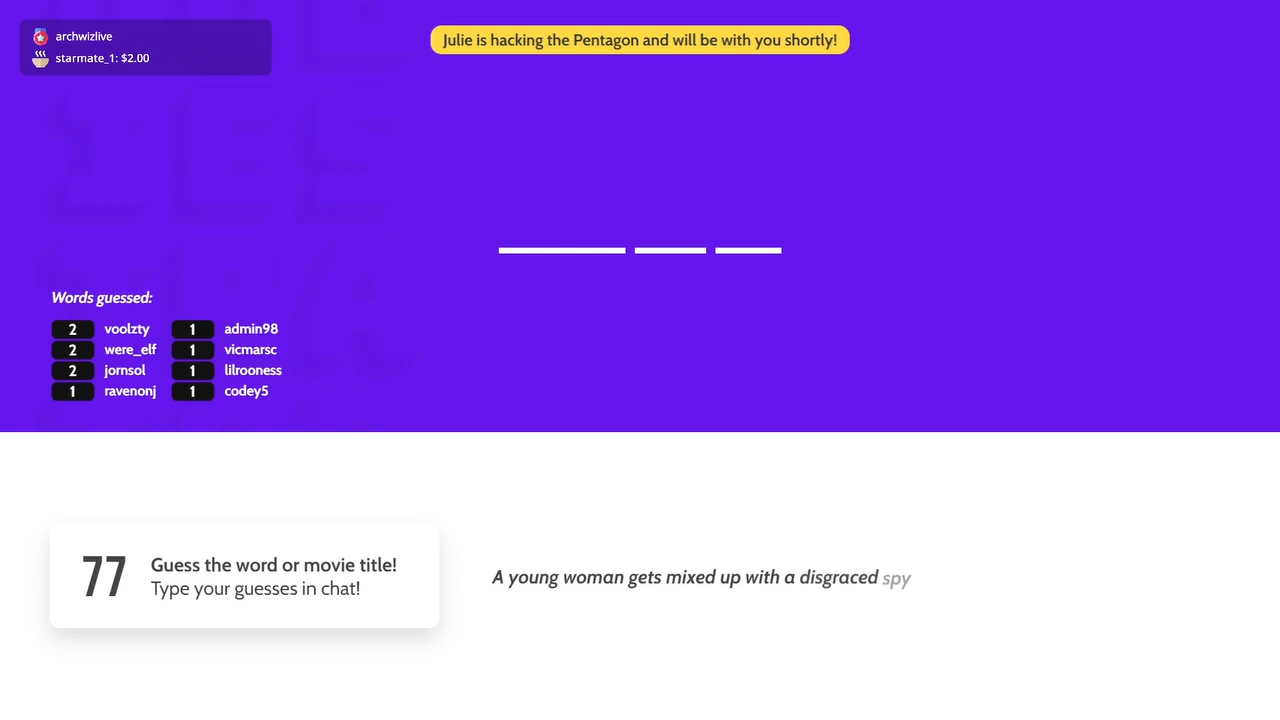 archwizlive
starmate_1: $2.00
Julie is hacking the Pentagon and will be with you shortly!
Words guessed:
2 voolzty 1 admin98
2 were_elf 1 vicmarsc
2 jornsol 1 lilrooness
1 ravenonj 1 codey5
77
Guess the word or movie title!
Type your guesses in chat!
A young woman gets mixed up with a disgraced spy